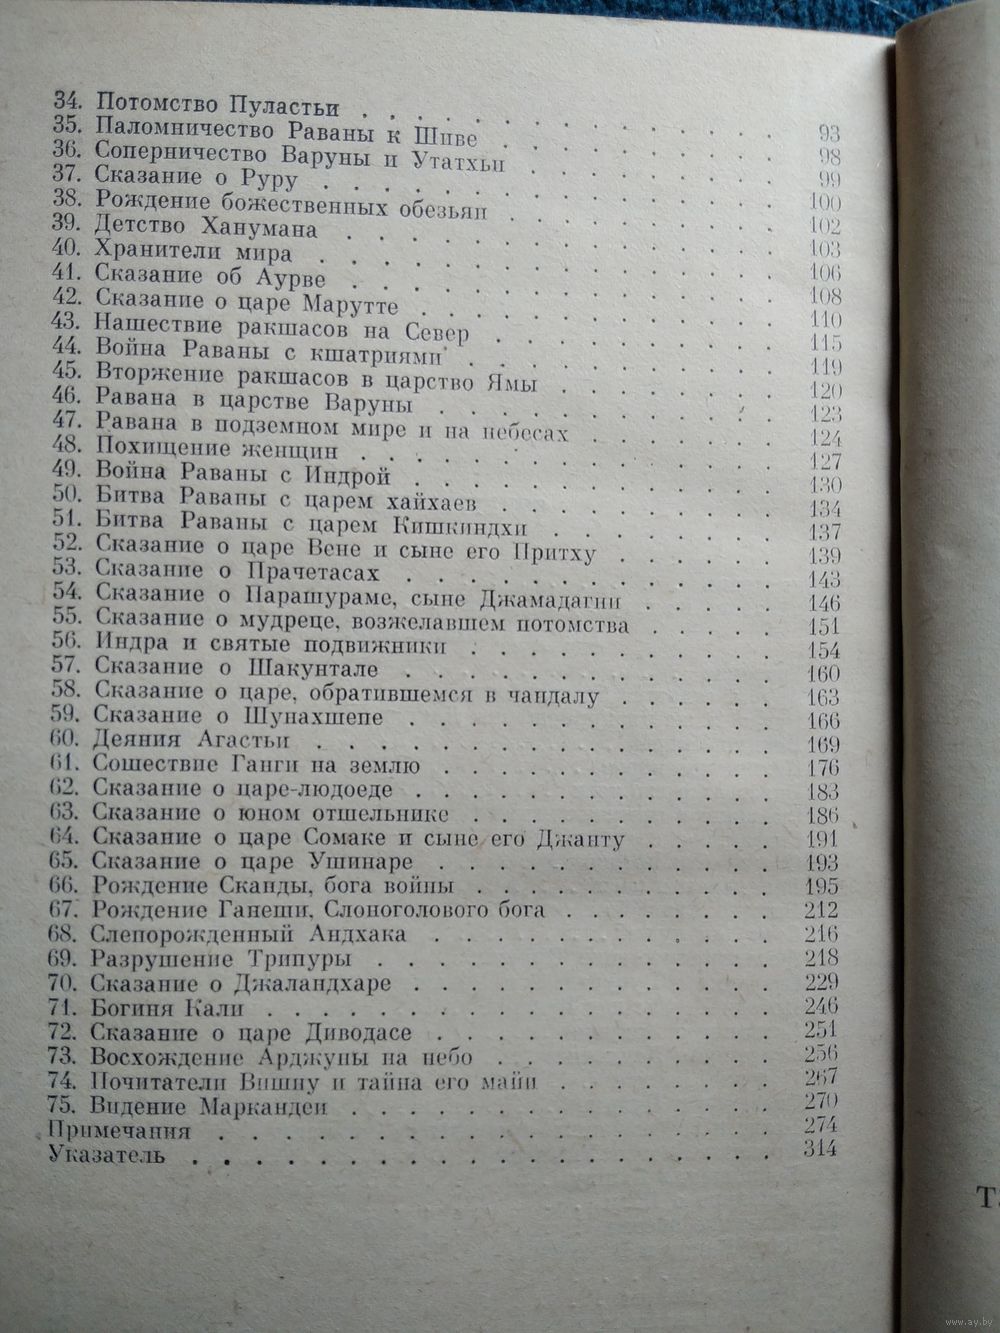 34. Потомство Пуластьи . . . . . . . . . . . . . 93
35. Паломничество Раваны к Шиве . . . . . . . . . 98
36. Соперничество Варуны и Утатхьи . . . . . . . . 99
37. Сказание о Руру . . . . . . . . . . . . . . 100
38. Рождение божественных обезьян . . . . . . . . . 102
39. Детство Ханумана . . . . . . . . . . . . . . 103
40. Хранители мира . . . . . . . . . . . . . . 106
41. Сказание об Аурве . . . . . . . . . . . . . 108
42. Сказание о царе Марутте . . . . . . . . . . . 110
43. Нашествие ракшасов на Север . . . . . . . . . 115
44. Война Раваны с кшатриями . . . . . . . . . . 119
45. Вторжение ракшасов в царство Ямы . . . . . . . 120
46. Равана в царстве Варуны . . . . . . . . . . . 123
47. Равана в подземном мире и на небесах . . . . . . 124
48. Похищение женщин . . . . . . . . . . . . . 127
49. Война Раваны с Индрой . . . . . . . . . . . 130
50. Битва Раваны с царем хайхаев . . . . . . . . . 134
51. Битва Раваны с царем Кишкиндхи . . . . . . . 137
52. Сказание о царе Вене и сыне его Притху . . . . . 139
53. Сказание о Прачетасах . . . . . . . . . . . . 143
54. Сказание о Парашураме, сыне Джамадагни . . . . . 146
55. Сказание о мудреце, возжелавшем потомства . . . . 151
56. Индра и святые подвижники . . . . . . . . . . 154
57. Сказание о Шакунтале . . . . . . . . . . . . 160
58. Сказание о царе, обратившемся в чандалу . . . . . 163
59. Сказание о Шунахшепе . . . . . . . . . . . . 166
60. Деяния Агастьи . . . . . . . . . . . . . . 169
61. Сошествие Ганги на землю . . . . . . . . . . 176
62. Сказание о царе-людоеде . . . . . . . . . . . 183
63. Сказание о юном отшельнике . . . . . . . . . 186
64. Сказание о царе Сомаке и сыне его Джанту . . . . 191
65. Сказание о царе Ушинаре . . . . . . . . . . . 193
66. Рождение Сканды, бога войны . . . . . . . . . 195
67. Рождение Ганеши, Слоноголового бога . . . . . . . 212
68. Слепорожденный Андхака . . . . . . . . . . . 216
69. Разрушение Трипуры . . . . . . . . . . . . . 218
70. Сказание о Джаландхаре . . . . . . . . . . . 229
71. Богиня Кали . . . . . . . . . . . . . . . . 246
72. Сказание о царе Диводасе . . . . . . . . . . . 251
73. Восхождение Арджуны на небо . . . . . . . . . 256
74. Почитатели Вишну и тайна его майи . . . . . . . 267
75. Видение Маркандеи . . . . . . . . . . . . . 270
Примечания . . . . . . . . . . . . . . . . . 274
Указатель . . . . . . . . . . . . . . . . . . 314
www.ay.by